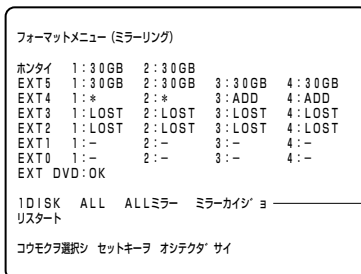 フォーマットメニュー (ミラーリング)
ホンタイ 1:30GB 2:30GB
EXT5 1:30GB 2:30GB 3:30GB 4:30GB
EXT4 1:* 2:* 3:ADD 4:ADD
EXT3 1:LOST 2:LOST 3:LOST 4:LOST
EXT2 1:LOST 2:LOST 3:LOST 4:LOST
EXT1 1:− 2:− 3:− 4:−
EXT0 1:− 2:− 3:− 4:−
EXT DVD:OK
1DISK ALL ALLミラー ミラーカイジョ
リスタート
コウモクヲ選択シ セットキーヲ オシテクダサイ